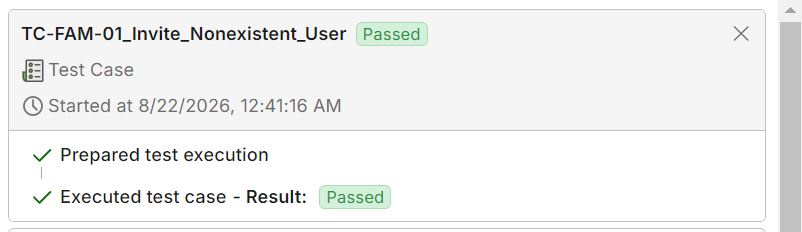 TC-FAM-01_Invite_Nonexistent_User Passed
Test Case
Started at 8/22/2026, 12:41:16 AM
Prepared test execution
Executed test case - Result: Passed